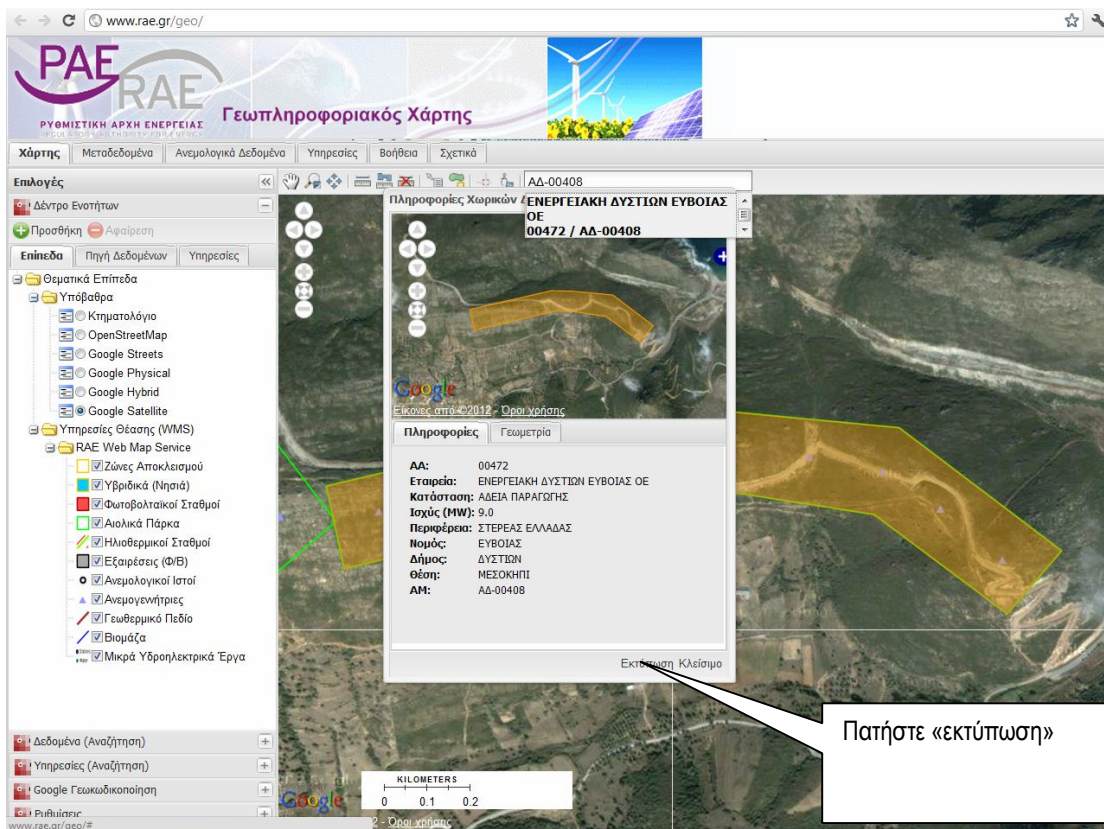 www.rae.gr/geo/
ΡΑΕ
RAE
ΡΥΘΜΙΣΤΙΚΗ ΑΡΧΗ ΕΝΕΡΓΕΙΑΣ
REGULATORY AUTHORITY FOR ENERGY
Γεωπληροφοριακός Χάρτης
Χάρτης Μεταδεδομένα Ανεμολογικά Δεδομένα Υπηρεσίες Βοήθεια Σχετικά
Επιλογές
ΑΔ-00408
Δέντρο Ενοτήτων
Προσθήκη Αφαίρεση
Επίπεδα Πηγή Δεδομένων Υπηρεσίες
Θεματικά Επίπεδα
Υπόβαθρα
Κτηματολόγιο
OpenStreetMap
Google Streets
Google Physical
Google Hybrid
Google Satellite
Υπηρεσίες Θέασης (WMS)
RAE Web Map Service
Ζώνες Αποκλεισμού
Υβριδικά (Νησιά)
Φωτοβολταϊκοί Σταθμοί
Αιολικά Πάρκα
Ηλιοθερμικοί Σταθμοί
Εξαιρέσεις (Φ/Β)
Ανεμολογικοί Ιστοί
Ανεμογεννήτριες
Γεωθερμικό Πεδίο
Βιομάζα
Μικρά Υδροηλεκτρικά Έργα
Δεδομένα (Αναζήτηση)
Υπηρεσίες (Αναζήτηση)
Google Γεωκωδικοποίηση
Ρυθμίσεις
www.rae.gr/geo/#
Πληροφορίες Χωρικών Δ
ΕΝΕΡΓΕΙΑΚΗ ΔΥΣΤΙΩΝ ΕΥΒΟΙΑΣ
ΟΕ
00472 / ΑΔ-00408
Google
Εικόνες από ©2012 - Όροι χρήσης
Πληροφορίες Γεωμετρία
ΑΑ: 00472
Εταιρεία: ΕΝΕΡΓΕΙΑΚΗ ΔΥΣΤΙΩΝ ΕΥΒΟΙΑΣ ΟΕ
Κατάσταση: ΑΔΕΙΑ ΠΑΡΑΓΩΓΗΣ
Ισχύς (MW): 9.0
Περιφέρεια: ΣΤΕΡΕΑΣ ΕΛΛΑΔΑΣ
Νομός: ΕΥΒΟΙΑΣ
Δήμος: ΔΥΣΤΙΩΝ
Θέση: ΜΕΣΟΚΗΠΙ
ΑΜ: ΑΔ-00408
Εκτύπωση Κλείσιμο
Πατήστε «εκτύπωση»
KILOMETERS
0 0.1 0.2
Google
2 - Όροι χρήσης